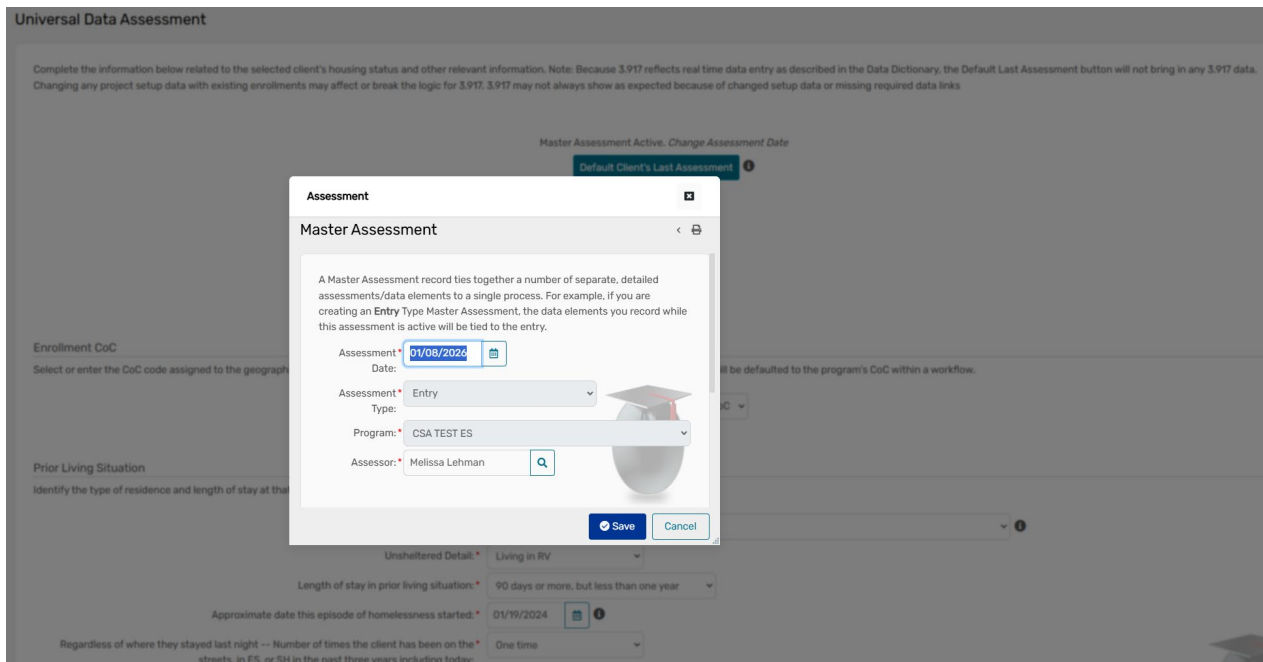 Universal Data Assessment
Complete the information below related to the selected client's housing status and other relevant information. Note: Because 3.917 reflects real time data entry as described in the Data Dictionary, the Default Last Assessment button will not bring in any 3.917 data.
Changing any project setup data with existing enrollments may affect or break the logic for 3.917. 3.917 may not always show as expected because of changed setup data or missing required data links
Master Assessment Active. Change Assessment Date
Default Client's Last Assessment
Assessment
Master Assessment
A Master Assessment record ties together a number of separate, detailed
assessments/data elements to a single process. For example, if you are
creating an Entry Type Master Assessment, the data elements you record while
this assessment is active will be tied to the entry.
Assessment * 01/08/2026
Date:
Assessment * Entry
Type:
Program: * CSA TEST ES
Assessor: * Melissa Lehman
Save Cancel
Enrollment CoC
Select or enter the CoC code assigned to the geograph ill be defaulted to the program's CoC within a workflow.
Prior Living Situation
Identify the type of residence and length of stay at that
Unsheltered Detail: * Living in RV
Length of stay in prior living situation: * 90 days or more, but less than one year
Approximate date this episode of homelessness started: * 01/19/2024
Regardless of where they stayed last night -- Number of times the client has been on the * One time
streets, in ES, or SH in the past three years including today: